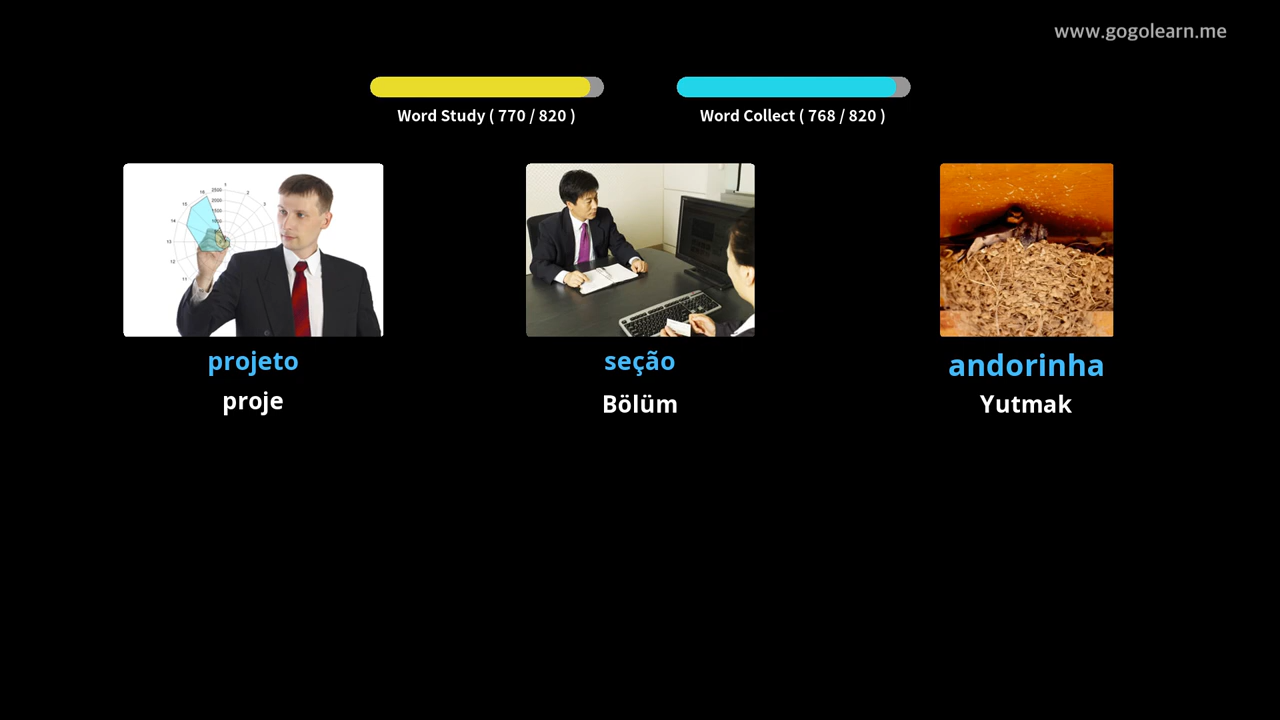 www.gogolearn.me
Word Study ( 770 / 820 )
Word Collect ( 768 / 820 )
projeto
seção
andorinha
proje
Bölüm
Yutmak